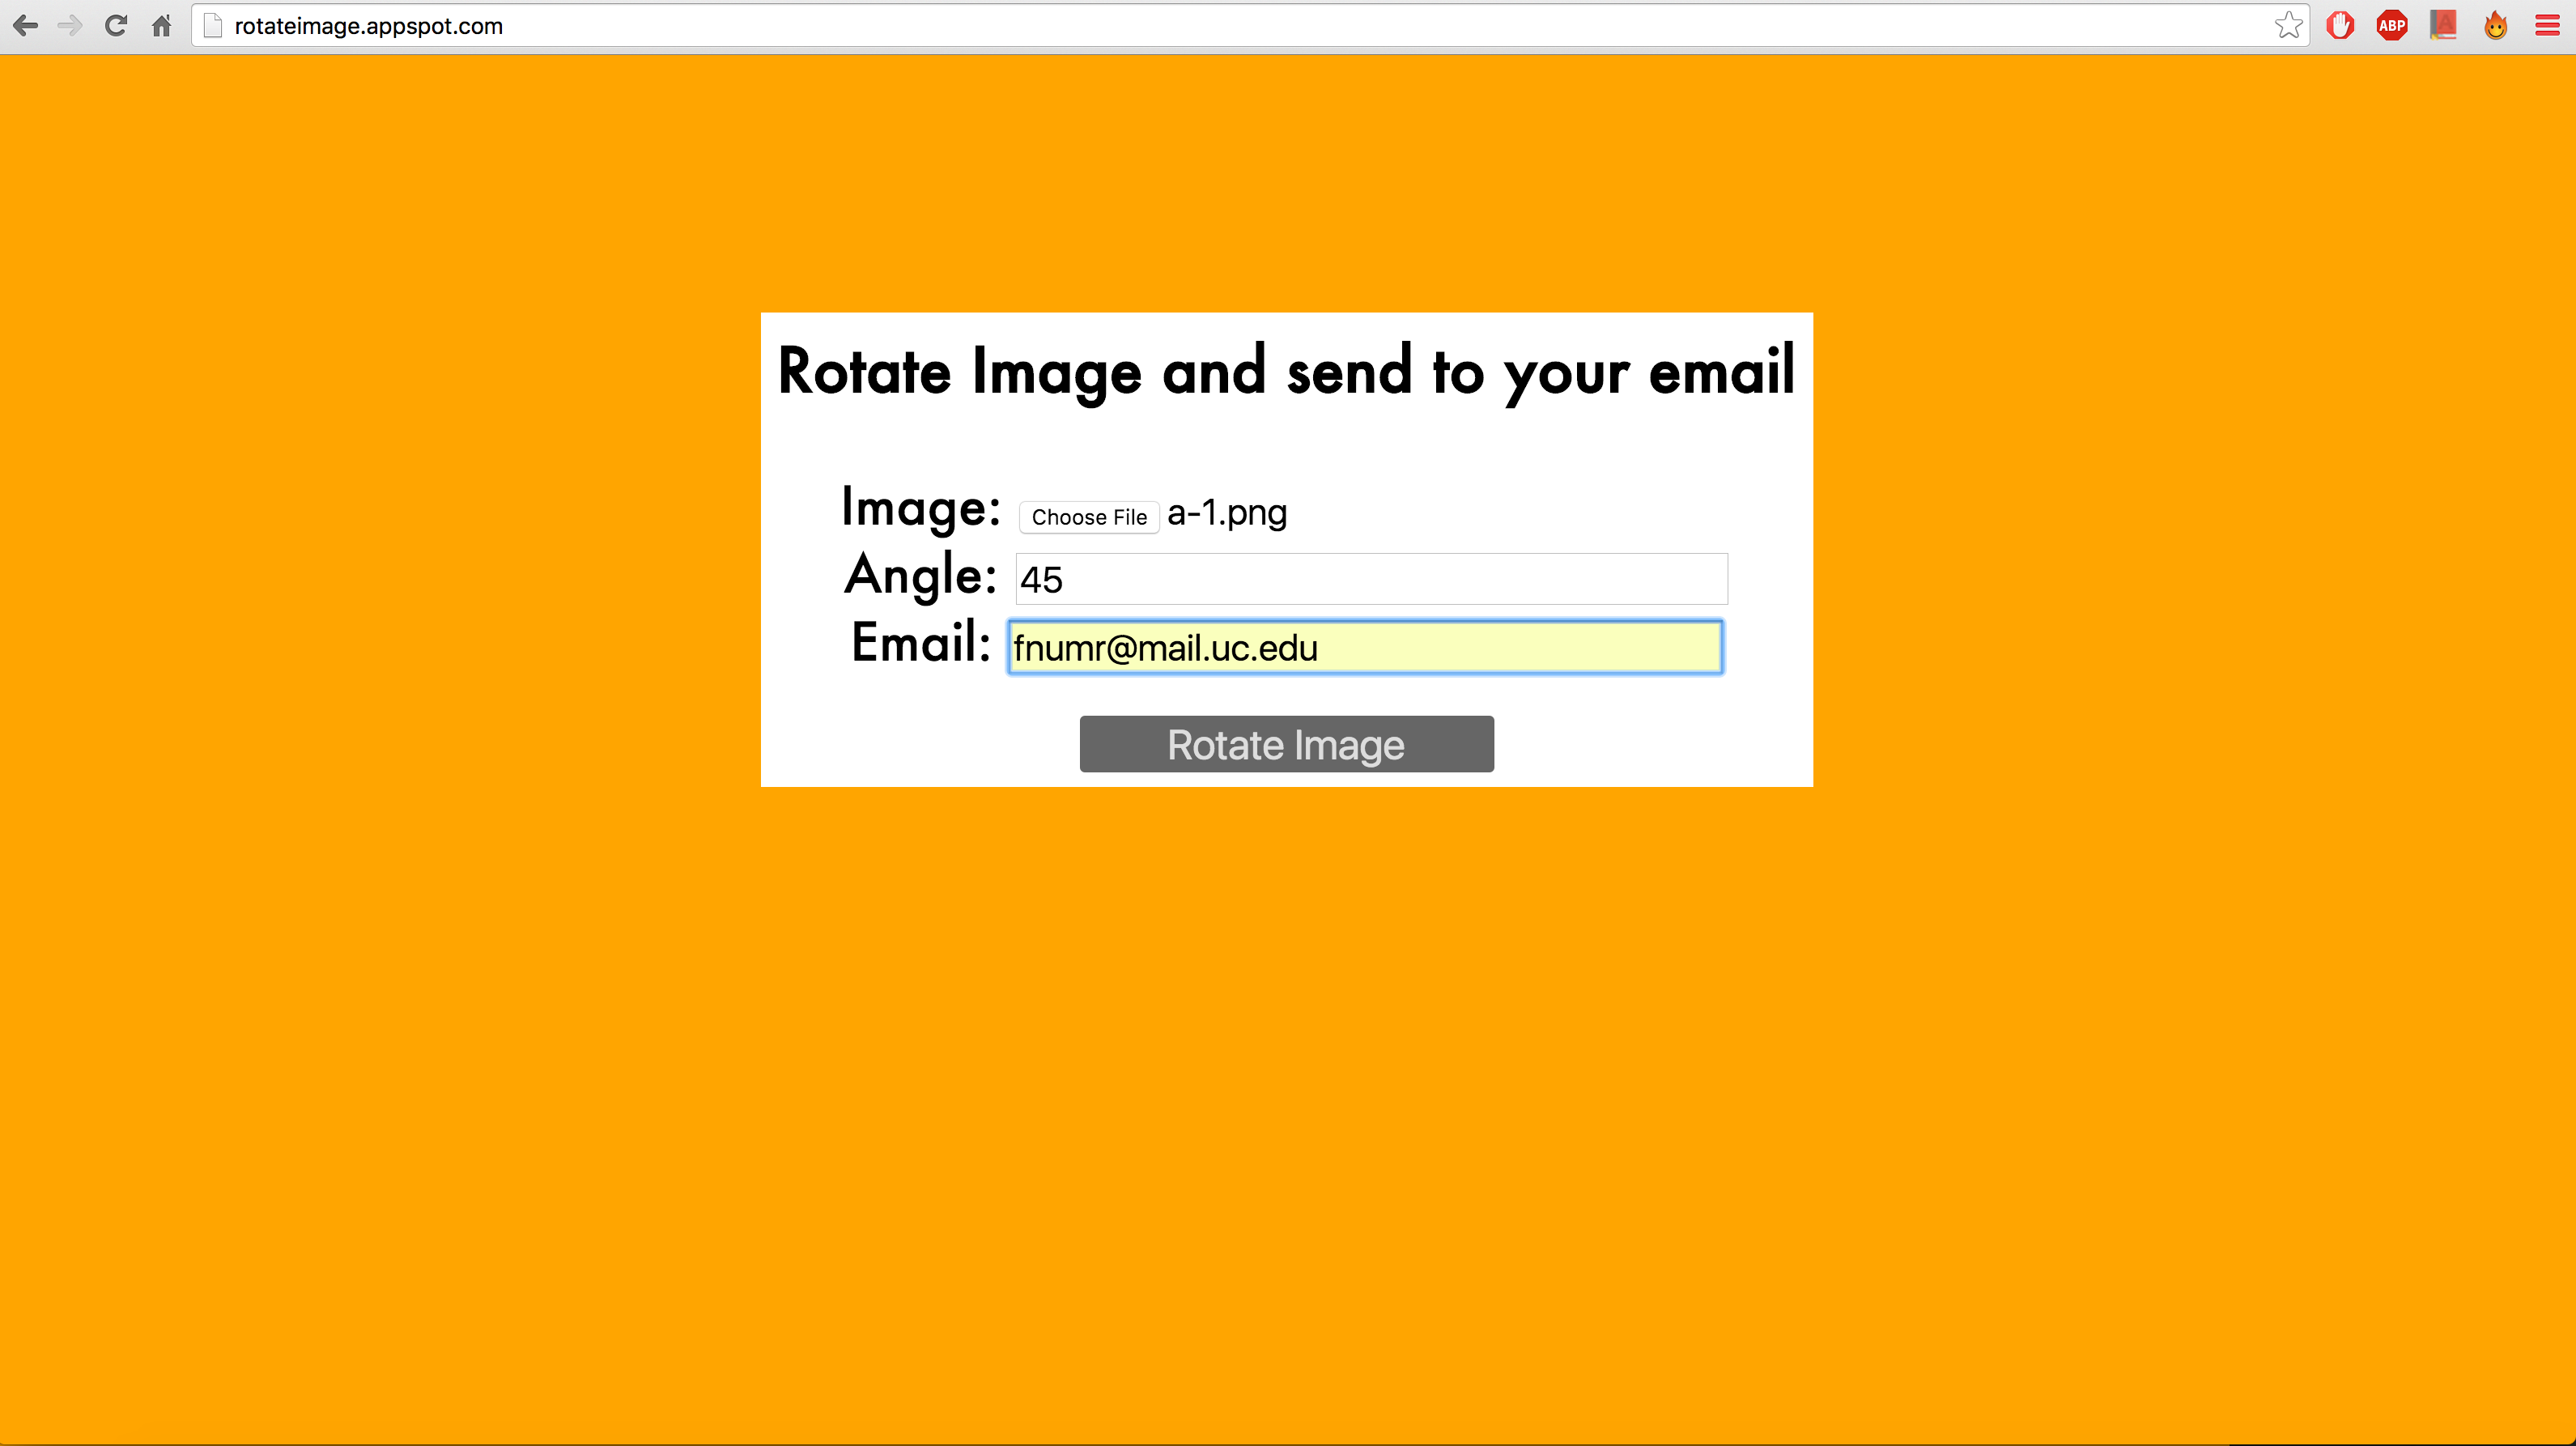 rotateimage.appspot.com
ABP
Rotate Image and send to your email
Image: Choose File a-1.png
Angle: 45
Email: fnumr@mail.uc.edu
Rotate Image